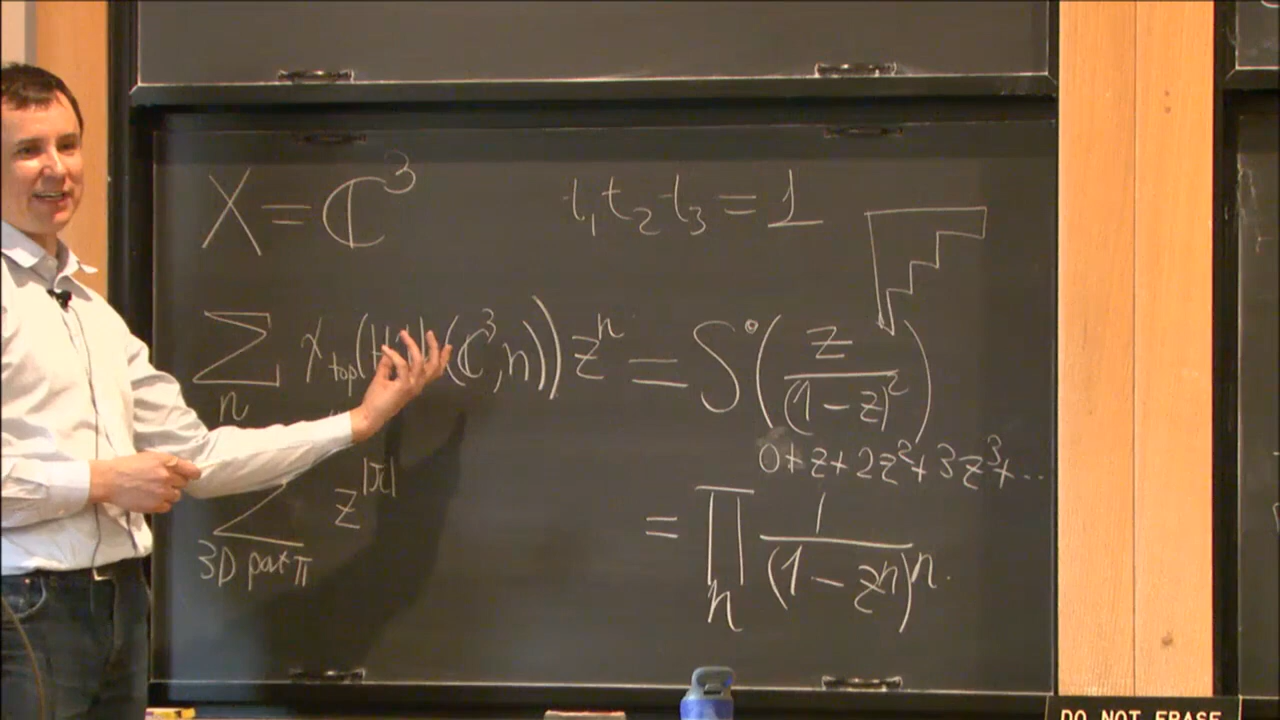 X = ℂ³
t₁t₂t₃ = 1
∑ₙ χ_top( (ℂ³, n)) zⁿ = S•( z / (1 − z)² )
0 + z + 2z² + 3z³ + ...
∑_{3D part π} z^{|π|}
= ∏ₙ 1 / (1 − zⁿ)ⁿ.
DO NOT ERASE